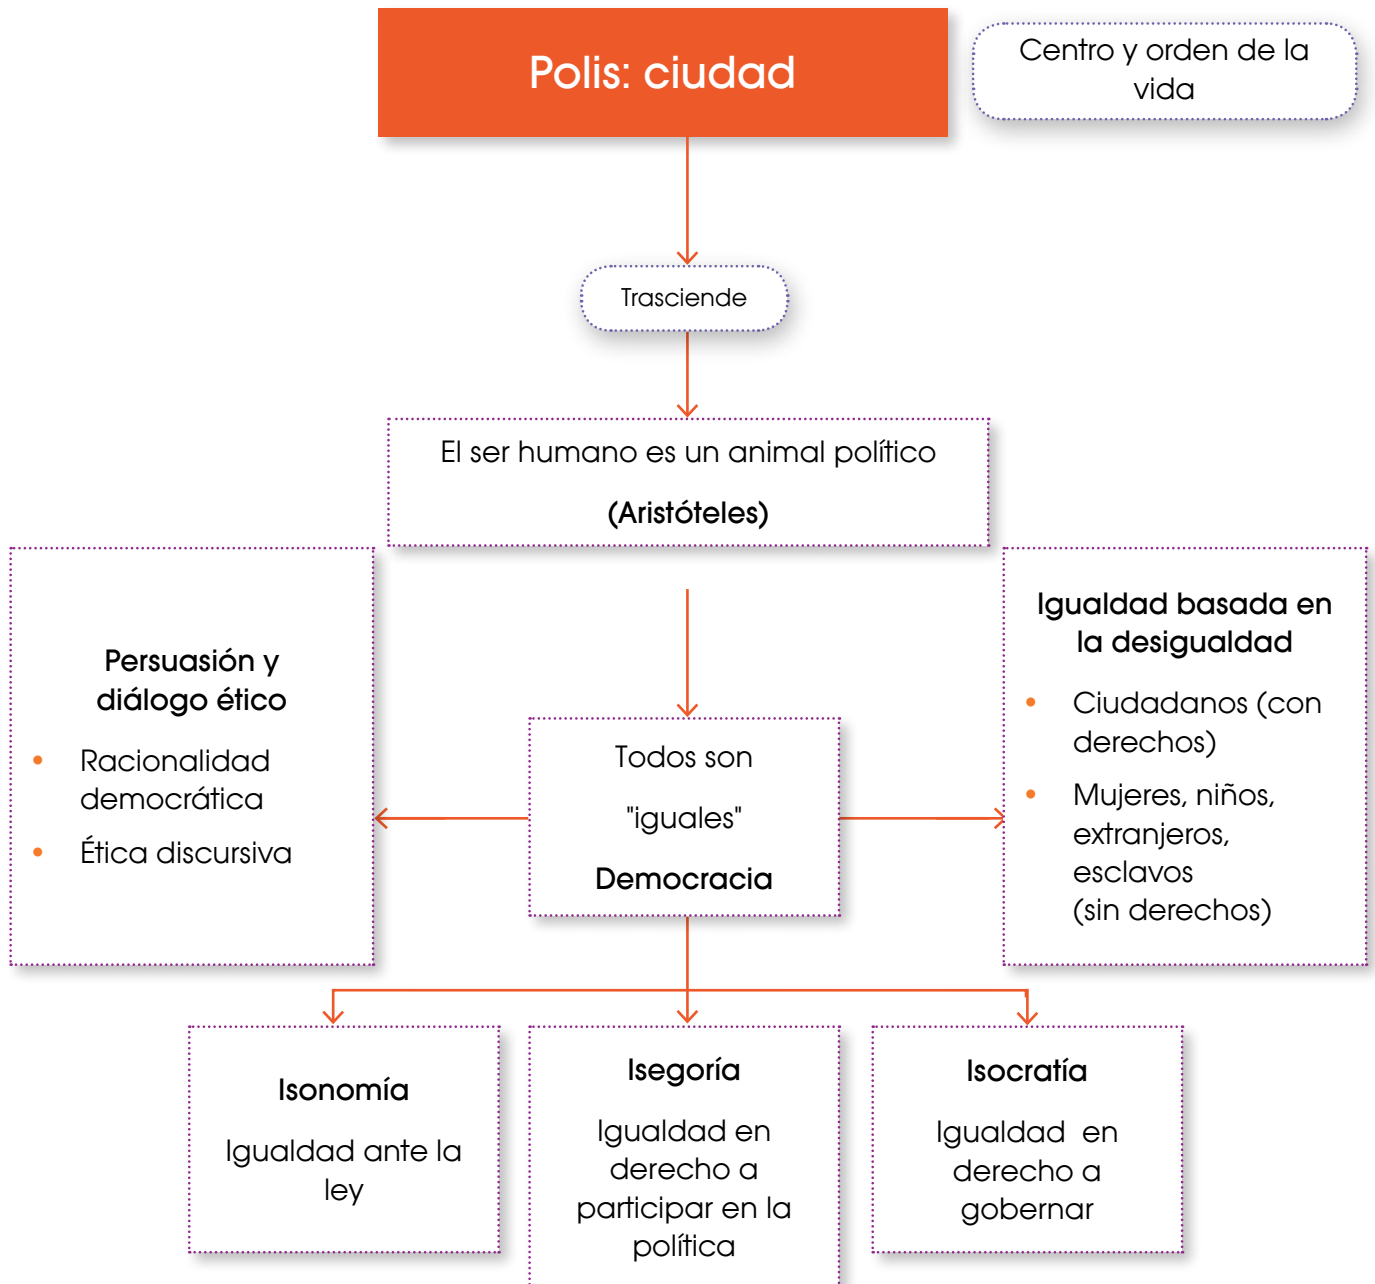 Polis: ciudad
Centro y orden de la
vida
Trasciende
El ser humano es un animal político
(Aristóteles)
Persuasión y
diálogo ético
• Racionalidad
democrática
• Ética discursiva
Todos son
"iguales"
Democracia
Igualdad basada en
la desigualdad
• Ciudadanos (con
derechos)
• Mujeres, niños,
extranjeros,
esclavos
(sin derechos)
Isonomía
Igualdad ante la
ley
Isegoría
Igualdad en
derecho a
participar en la
política
Isocratía
Igualdad en
derecho a
gobernar